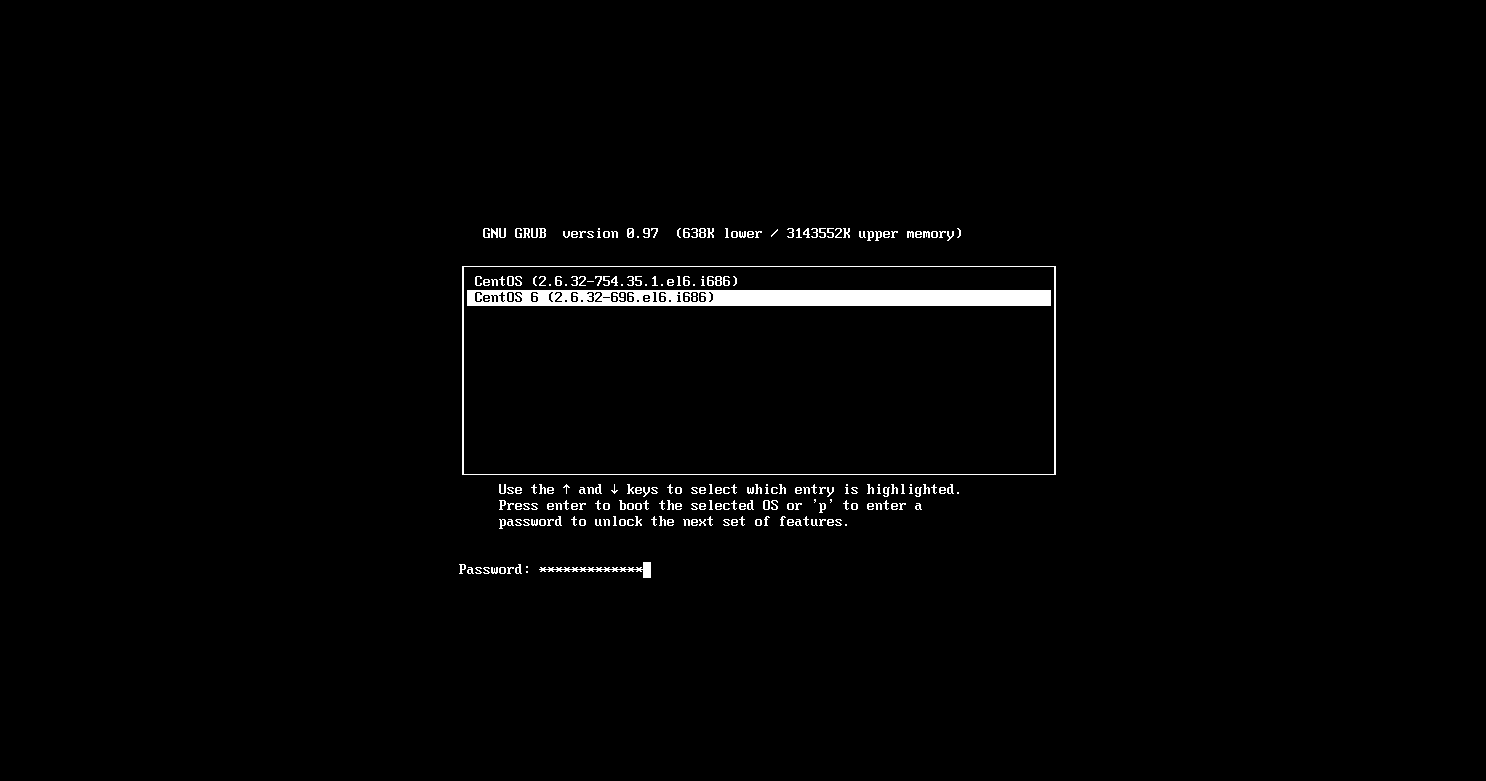 GNU GRUB  version 0.97  (638K lower / 3143552K upper memory)
CentOS (2.6.32-754.35.1.el6.i686)
CentOS 6 (2.6.32-696.el6.i686)
Use the ↑ and ↓ keys to select which entry is highlighted.
Press enter to boot the selected OS or 'p' to enter a
password to unlock the next set of features.
Password: *************